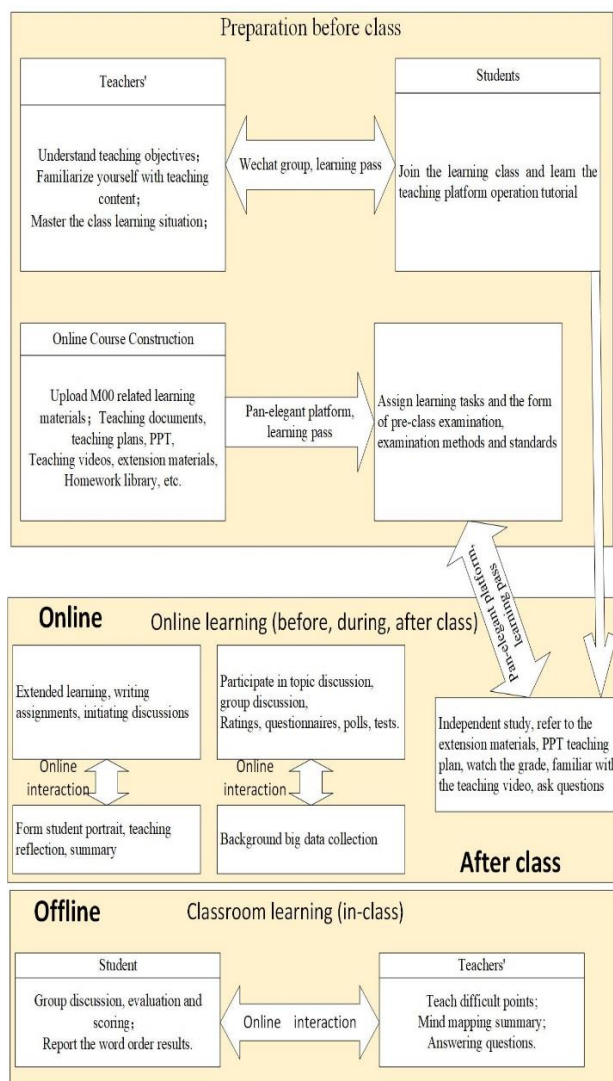 Preparation before class
Teachers'
Understand teaching objectives;
Familiarize yourself with teaching
content;
Master the class learning situation;
Wechat group, learning pass
Students
Join the learning class and learn the
teaching platform operation tutorial
Online Course Construction
Upload M00 related learning
materials; Teaching documents,
teaching plans, PPT,
Teaching videos, extension materials,
Homework library, etc.
Pan-elegant platform,
learning pass
Assign learning tasks and the form
of pre-class examination,
examination methods and standards
Pan-elegant platform,
learning pass
Online
Online learning (before, during, after class)
Extended learning, writing
assignments, initiating discussions
Online
interaction
Form student portrait, teaching
reflection, summary
Participate in topic discussion,
group discussion,
Ratings, questionnaires, polls, tests.
Online
interaction
Background big data collection
Independent study, refer to the
extension materials, PPT teaching
plan, watch the grade, familiar with
the teaching video, ask questions
After class
Offline
Classroom learning (in-class)
Student
Group discussion, evaluation and
scoring;
Report the word order results.
Online interaction
Teachers'
Teach difficult points;
Mind mapping summary;
Answering questions.